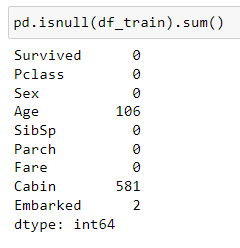 pd.isnull(df_train).sum()
Survived 0
Pclass 0
Sex 0
Age 106
SibSp 0
Parch 0
Fare 0
Cabin 581
Embarked 2
dtype: int64